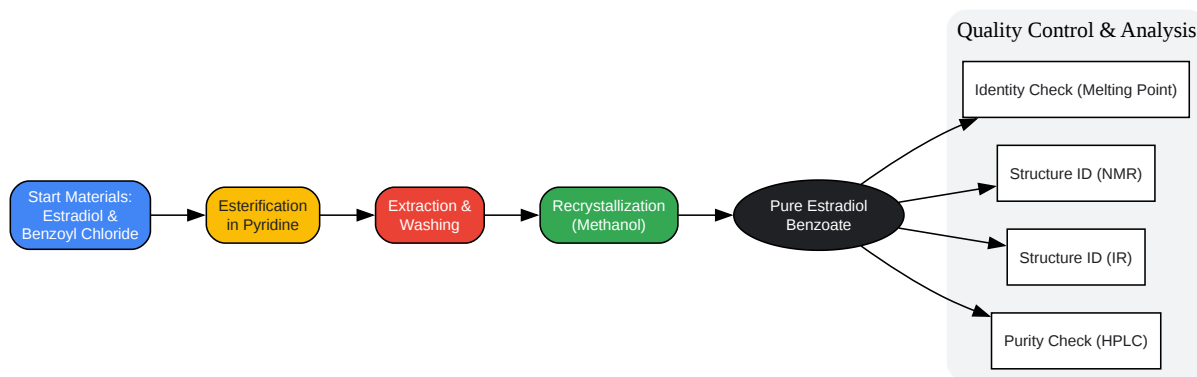 Quality Control & Analysis
Identity Check (Melting Point)
Structure ID (NMR)
Start Materials:
Estradiol &
Benzoyl Chloride
Esterification
in Pyridine
Extraction &
Washing
Recrystallization
(Methanol)
Pure Estradiol
Benzoate
Structure ID (IR)
Purity Check (HPLC)